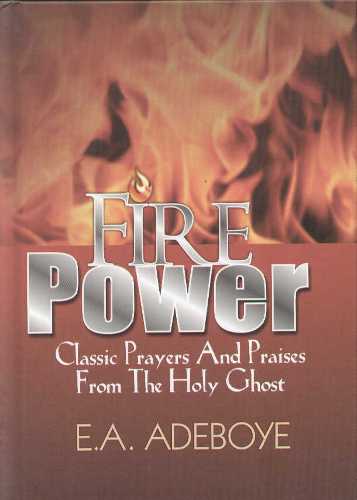 FIRE
POWER
Classic Prayers And Praises
From The Holy Ghost
E.A. ADEBOYE